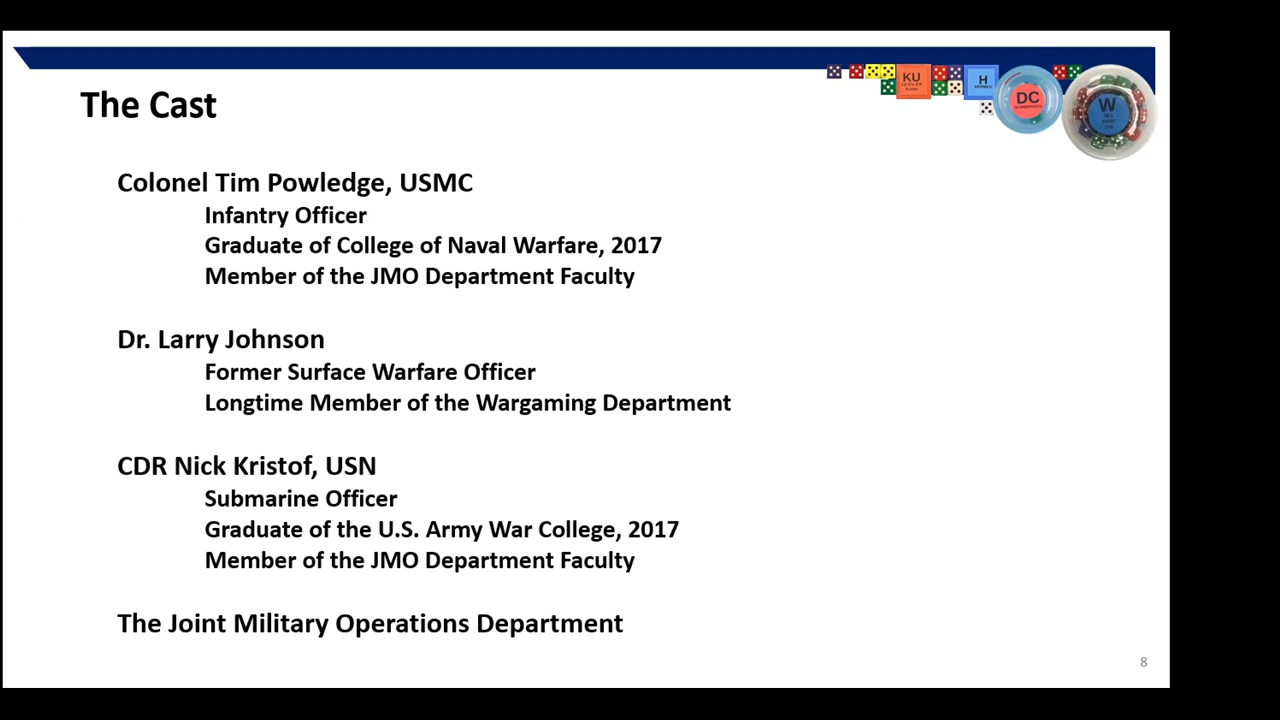 The Cast
KU
H
HERMES
DC
W
Colonel Tim Powledge, USMC
Infantry Officer
Graduate of College of Naval Warfare, 2017
Member of the JMO Department Faculty
Dr. Larry Johnson
Former Surface Warfare Officer
Longtime Member of the Wargaming Department
CDR Nick Kristof, USN
Submarine Officer
Graduate of the U.S. Army War College, 2017
Member of the JMO Department Faculty
The Joint Military Operations Department
8